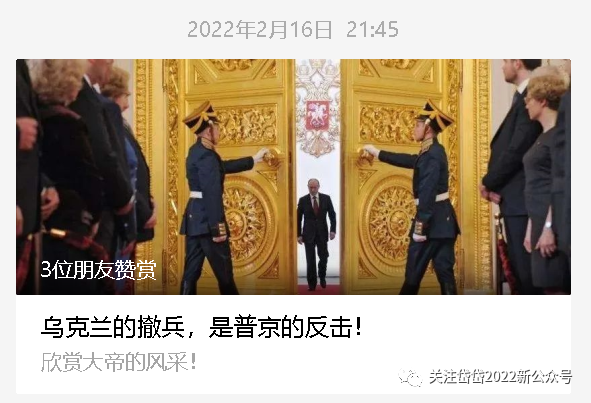 2022年2月16日 21:45
3位朋友赞赏
乌克兰的撤兵，是普京的反击！
欣赏大帝的风采！
关注岱岱2022新公众号